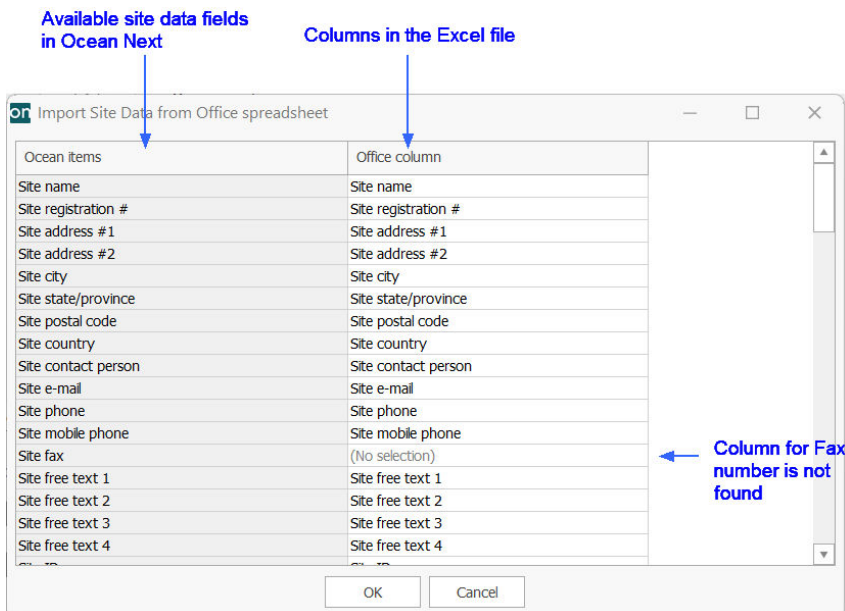 Available site data fields
in Ocean Next
Columns in the Excel file
on Import Site Data from Office spreadsheet
Ocean items Office column
Site name Site name
Site registration # Site registration #
Site address #1 Site address #1
Site address #2 Site address #2
Site city Site city
Site state/province Site state/province
Site postal code Site postal code
Site country Site country
Site contact person Site contact person
Site e-mail Site e-mail
Site phone Site phone
Site mobile phone Site mobile phone
Site fax (No selection)
Column for Fax
number is not
found
Site free text 1 Site free text 1
Site free text 2 Site free text 2
Site free text 3 Site free text 3
Site free text 4 Site free text 4
OK Cancel